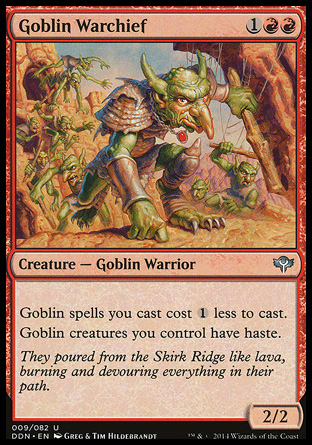 Goblin Warchief 1
Creature — Goblin Warrior
Goblin spells you cast cost 1 less to cast.
Goblin creatures you control have haste.
They poured from the Skirk Ridge like lava,
burning and devouring everything in their
path.
2/2
009/082 U
DDN • EN Greg & Tim Hildebrandt ™ & © 2014 Wizards of the Coast